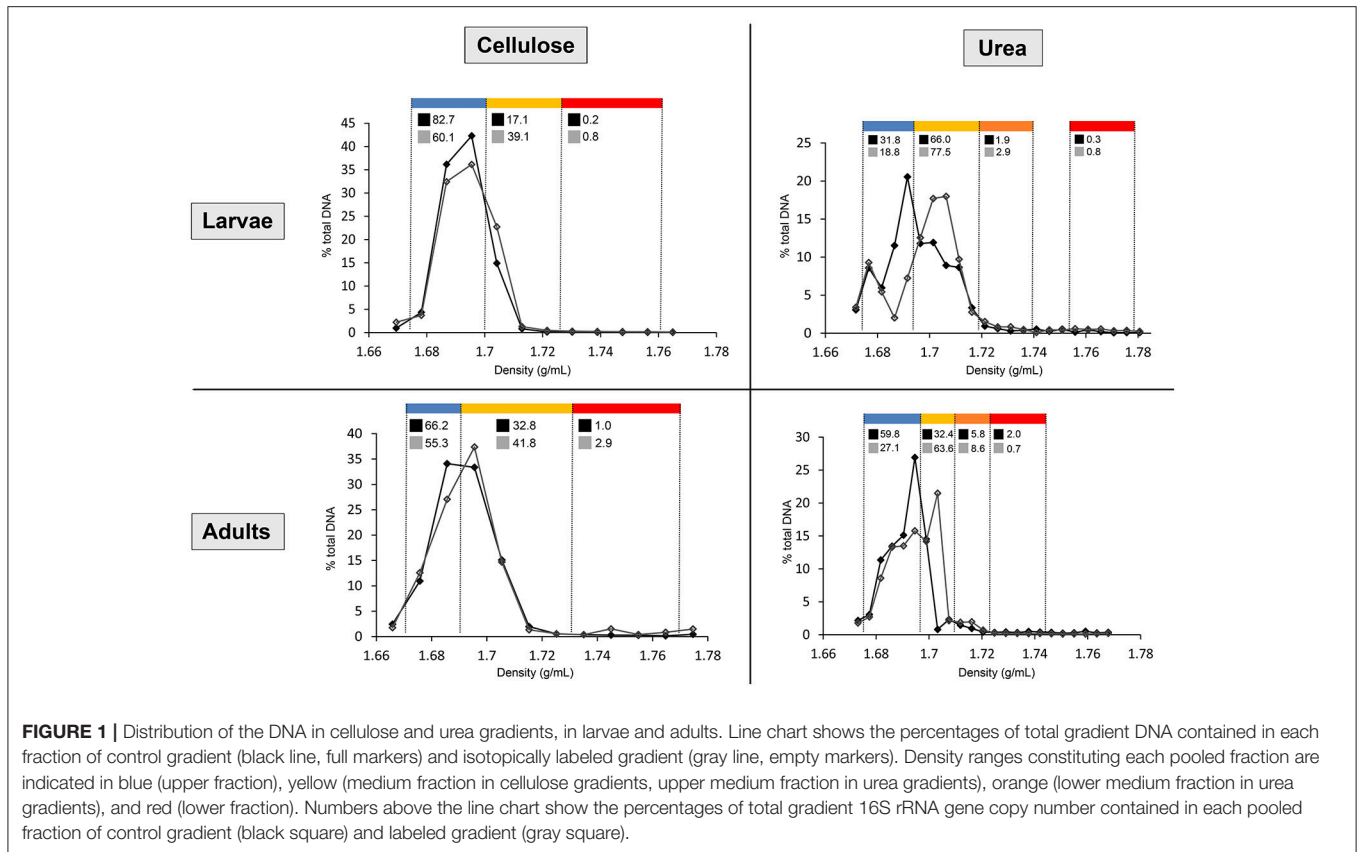 Cellulose
Urea
Larvae
Adults
82.7 17.1 0.2
60.1 39.1 0.8
45
40
35
30
25
20
15
10
5
0
% total DNA
1.66 1.68 1.7 1.72 1.74 1.76 1.78
Density (g/mL)
31.8 66.0 1.9 0.3
18.8 77.5 2.9 0.8
25
20
15
10
5
0
% total DNA
1.66 1.68 1.70 1.72 1.74 1.76 1.78
Density (g/mL)
66.2 32.8 1.0
55.3 41.8 2.9
40
35
30
25
20
15
10
5
0
% total DNA
1.66 1.68 1.7 1.72 1.74 1.76 1.78
Density (g/mL)
59.8 32.4 5.8 2.0
27.1 63.6 8.6 0.7
30
25
20
15
10
5
0
% total DNA
1.66 1.68 1.7 1.72 1.74 1.76 1.78
Density (g/mL)
FIGURE 1 | Distribution of the DNA in cellulose and urea gradients, in larvae and adults. Line chart shows the percentages of total gradient DNA contained in each
fraction of control gradient (black line, full markers) and isotopically labeled gradient (gray line, empty markers). Density ranges constituting each pooled fraction are
indicated in blue (upper fraction), yellow (medium fraction in cellulose gradients, upper medium fraction in urea gradients), orange (lower medium fraction in urea
gradients), and red (lower fraction). Numbers above the line chart show the percentages of total gradient 16S rRNA gene copy number contained in each pooled
fraction of control gradient (black square) and labeled gradient (gray square).